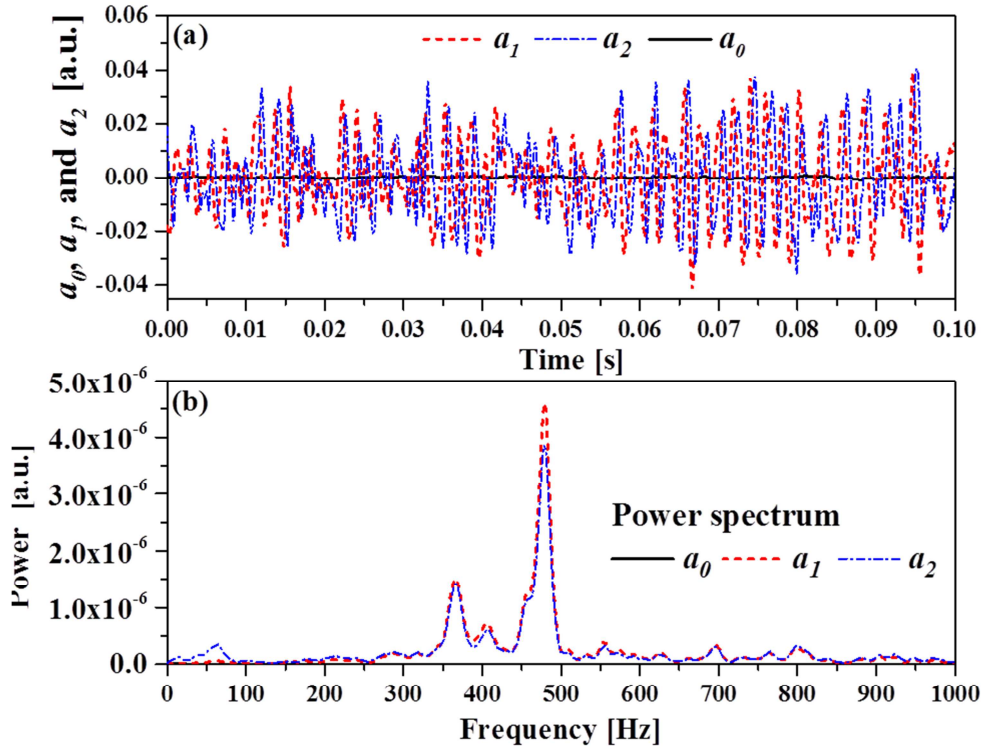 (a)
a1 a2 a0
a0, a1, and a2 [a.u.]
0.06
0.04
0.02
0.00
-0.02
-0.04
0.00 0.01 0.02 0.03 0.04 0.05 0.06 0.07 0.08 0.09 0.10
Time [s]
(b)
Power [a.u.]
5.0x10-6
4.0x10-6
3.0x10-6
2.0x10-6
1.0x10-6
0.0
Power spectrum
a0 a1 a2
0 100 200 300 400 500 600 700 800 900 1000
Frequency [Hz]